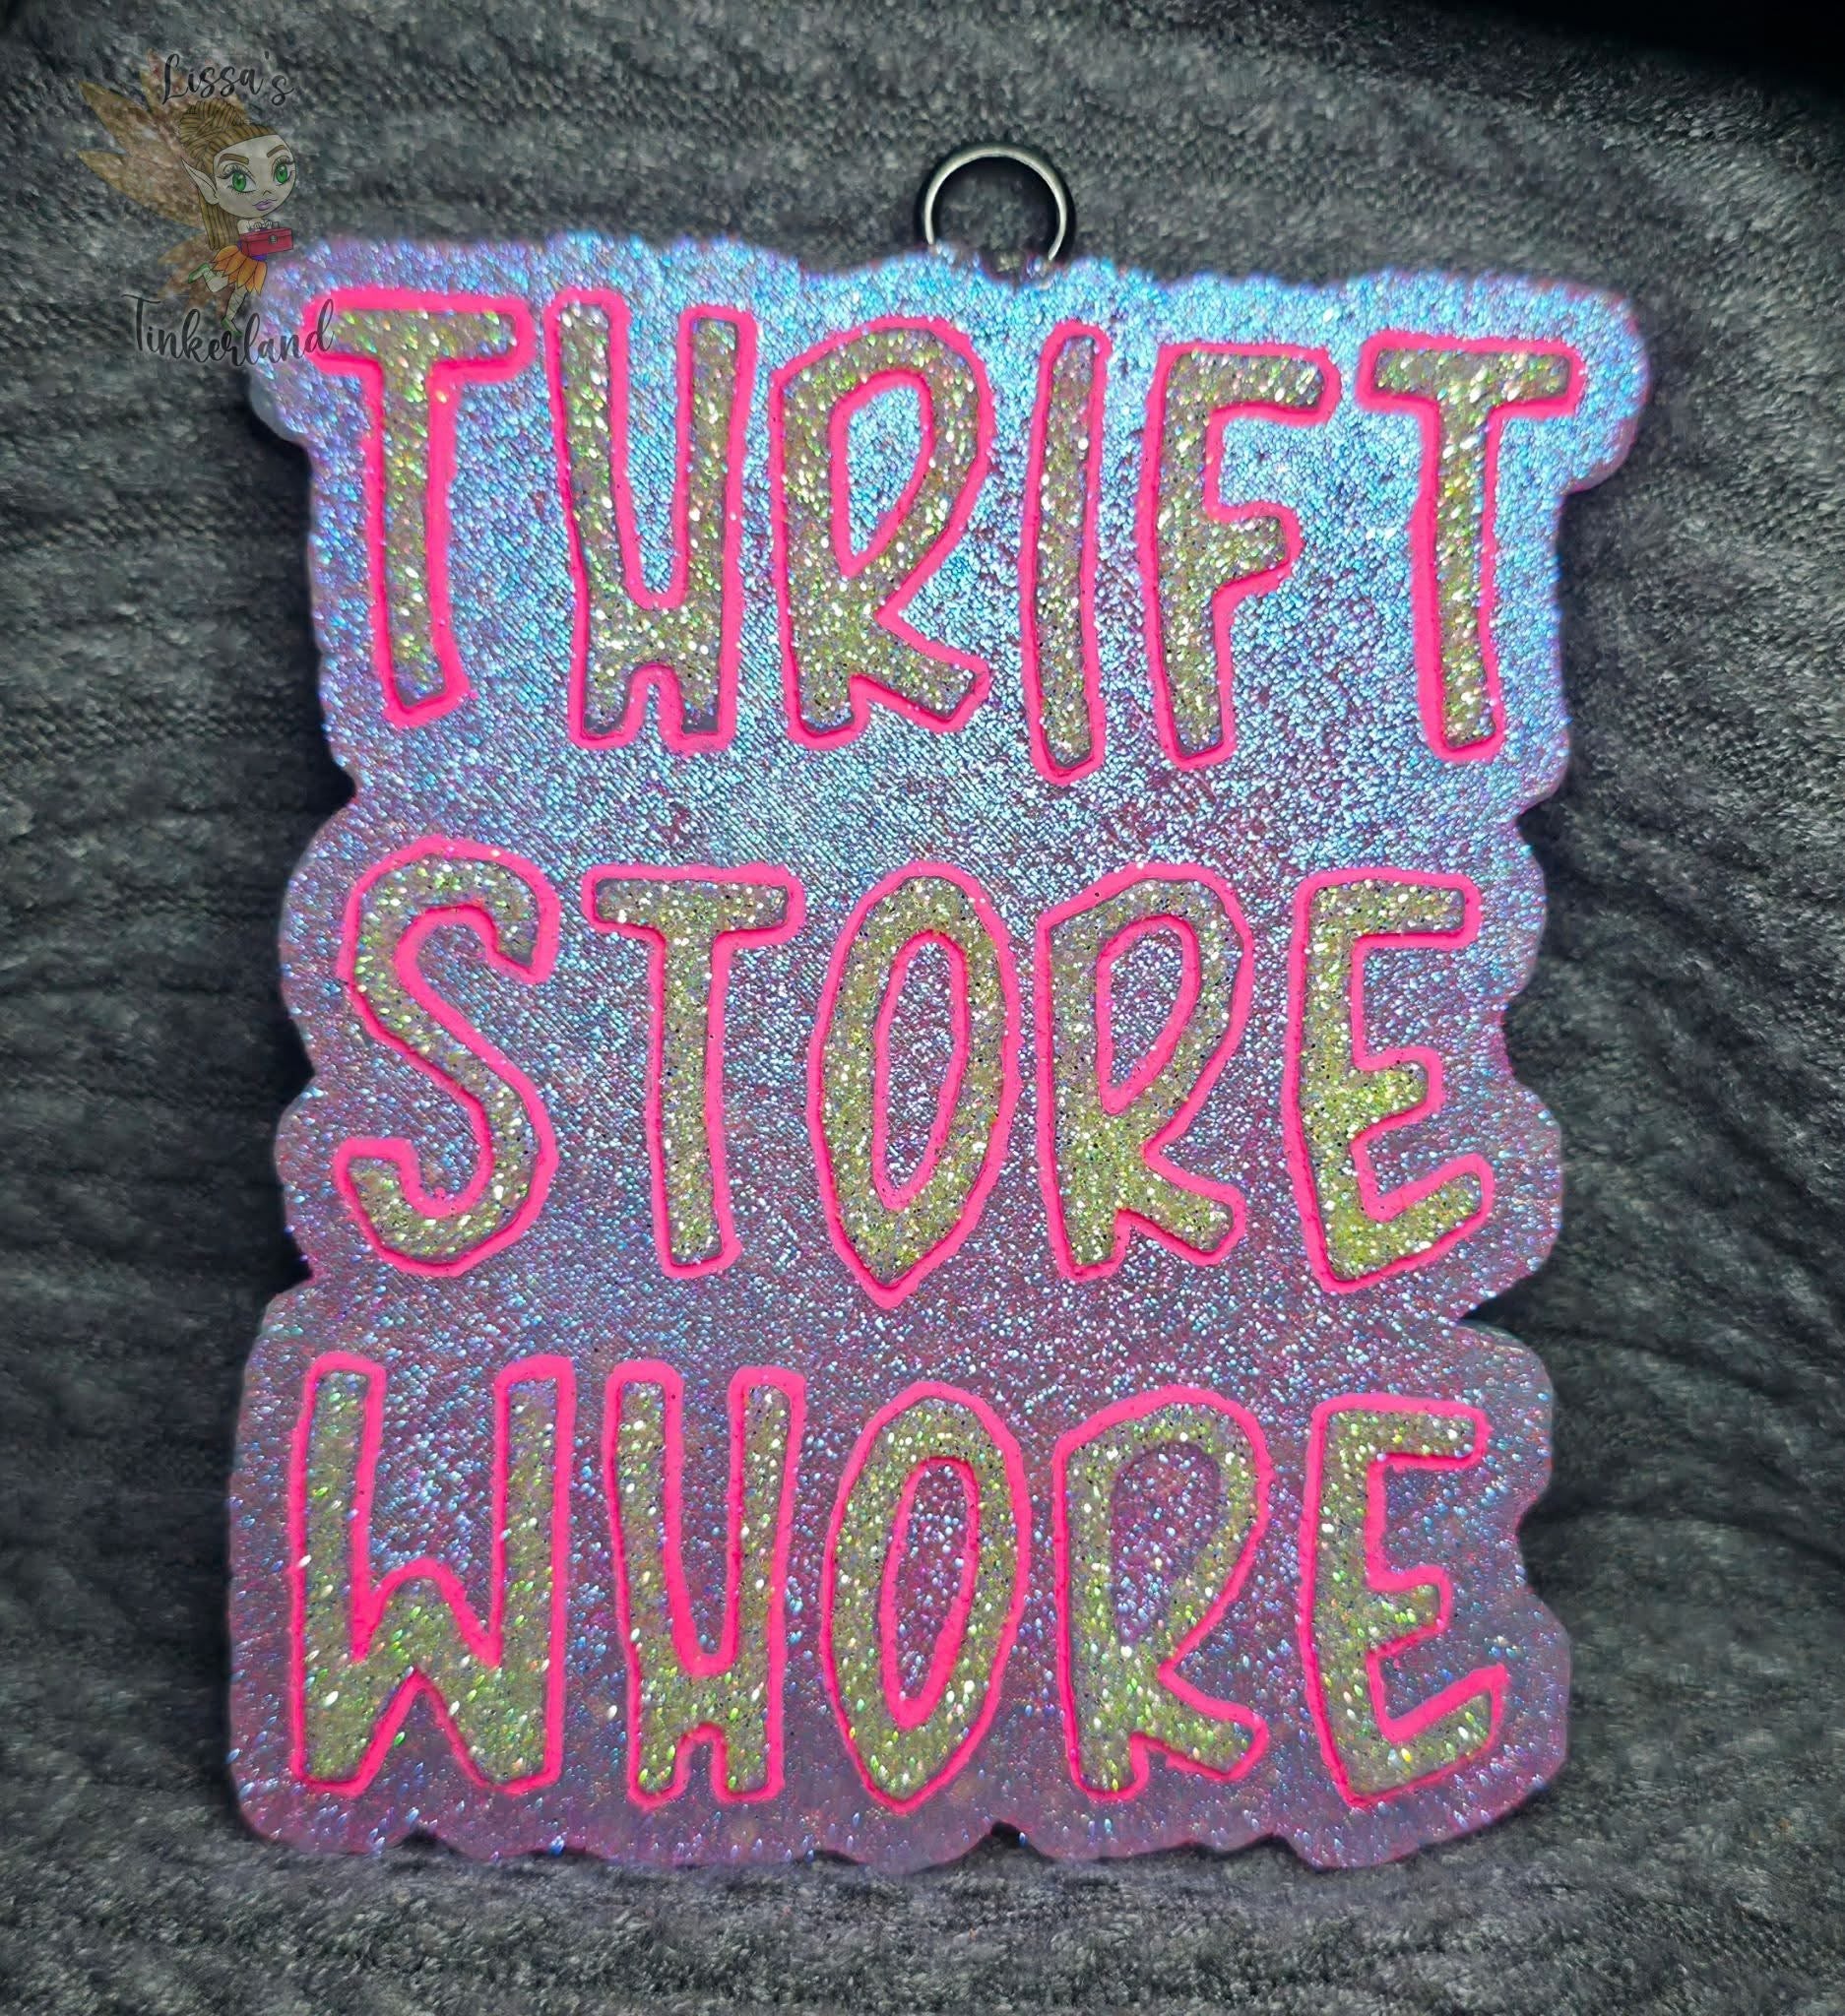 Lissa's
Tinkerland
THRIFT
STORE
WHORE